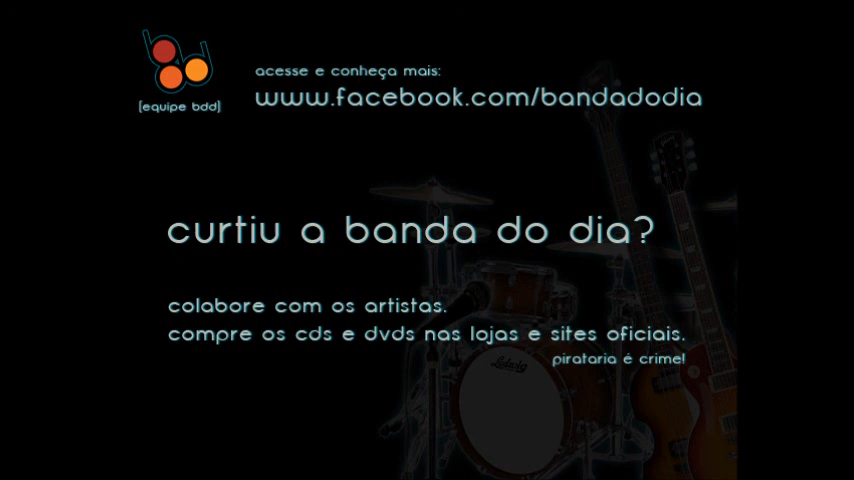 acesse e conheça mais:
www.facebook.com/bandadodia
[equipe bdd]
curtiu a banda do dia?
colabore com os artistas.
compre os cds e dvds nas lojas e sites oficiais.
pirataria é crime!
Ludwig